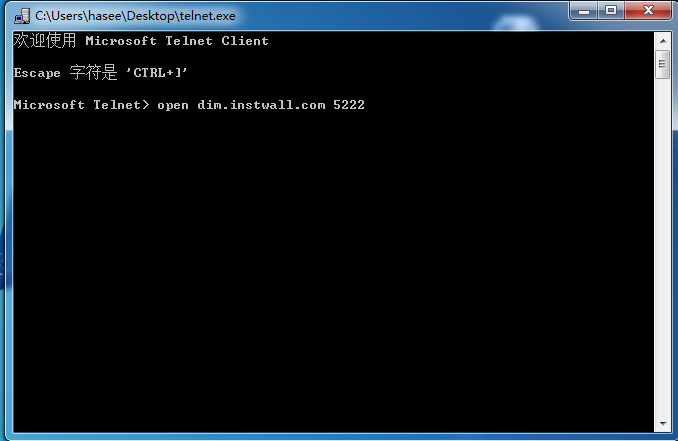 C:\Users\hasee\Desktop\telnet.exe
欢迎使用 Microsoft Telnet Client
Escape 字符是 'CTRL+]'
Microsoft Telnet> open dim.instwall.com 5222